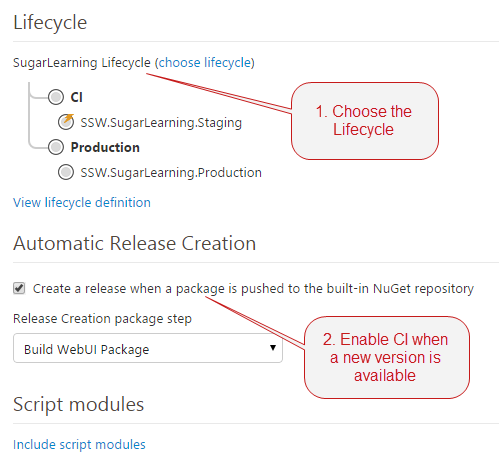 Lifecycle
SugarLearning Lifecycle (choose lifecycle)
CI
SSW.SugarLearning.Staging
Production
SSW.SugarLearning.Production
1. Choose the
Lifecycle
View lifecycle definition
Automatic Release Creation
Create a release when a package is pushed to the built-in NuGet repository
Release Creation package step
Build WebUI Package
2. Enable CI when
a new version is
available
Script modules
Include script modules